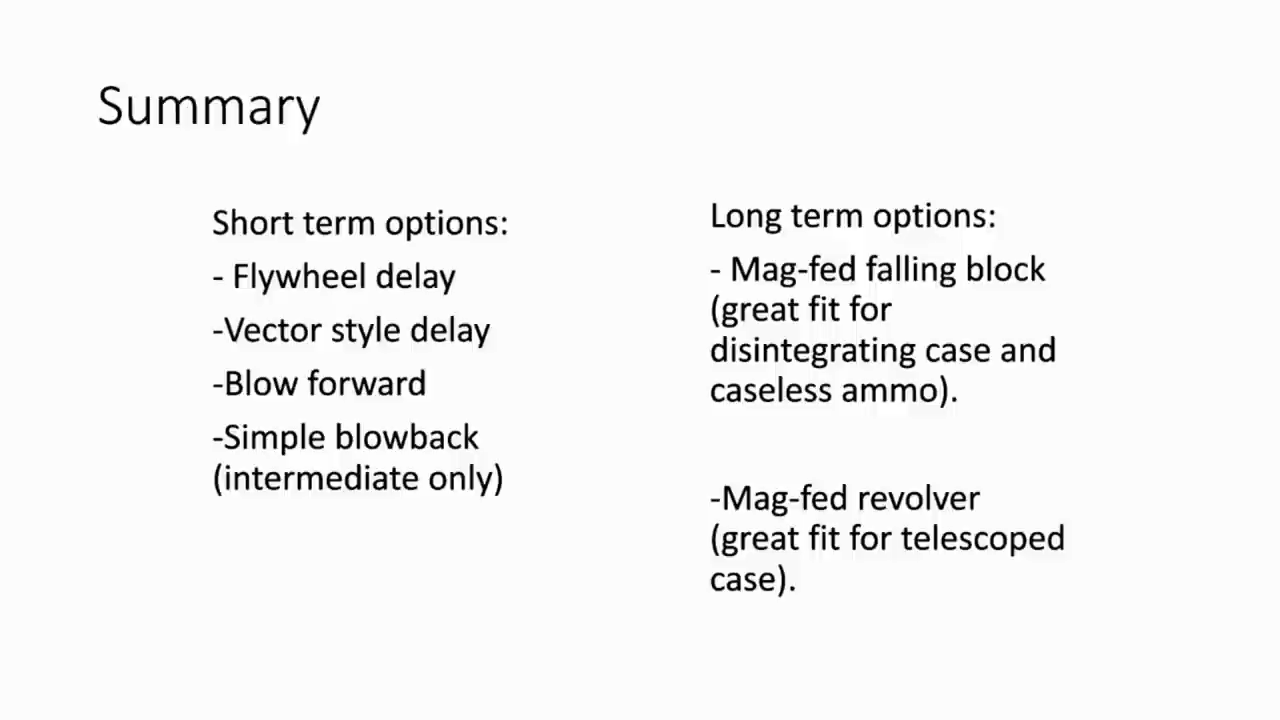 Summary
Short term options:
- Flywheel delay
-Vector style delay
-Blow forward
-Simple blowback
(intermediate only)
Long term options:
- Mag-fed falling block
(great fit for
disintegrating case and
caseless ammo).
-Mag-fed revolver
(great fit for telescoped
case).